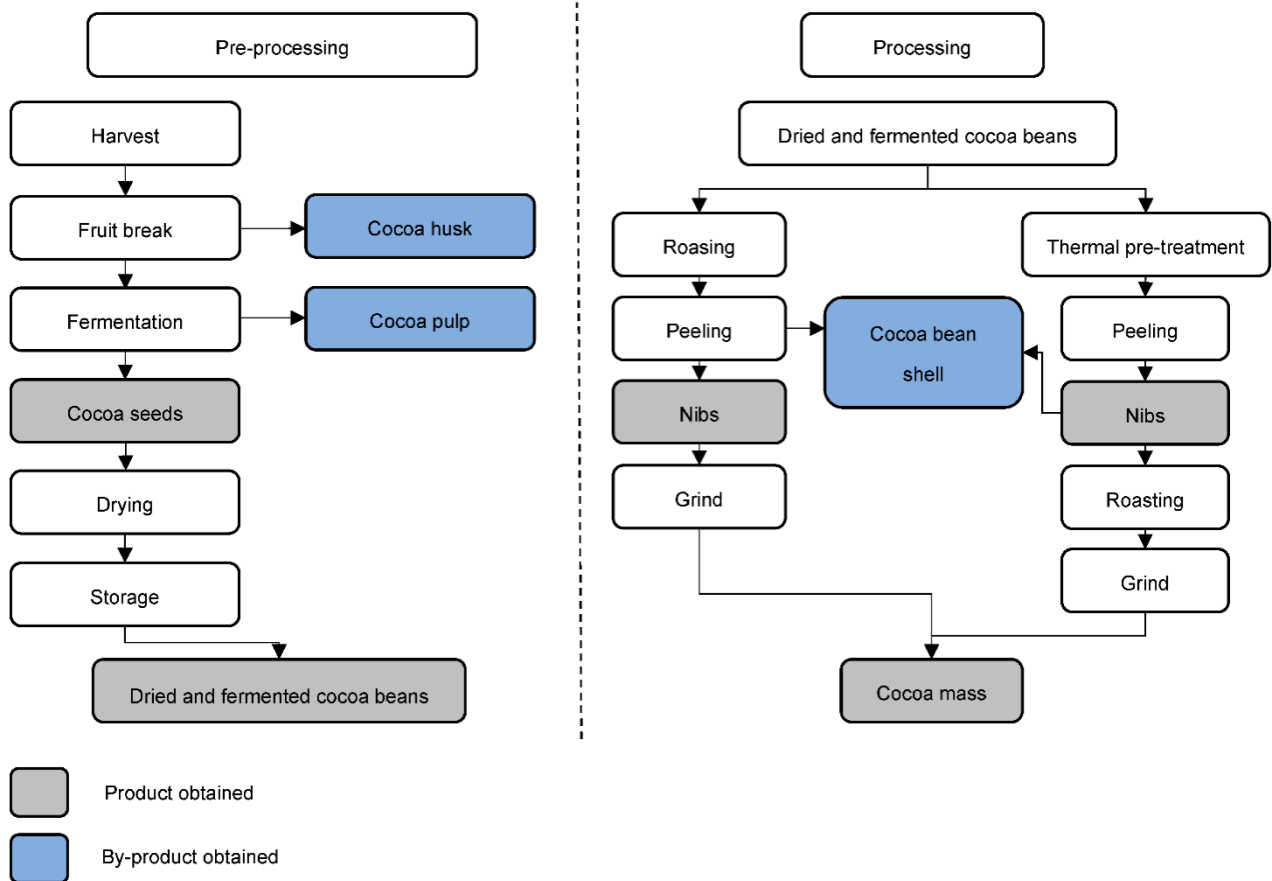 Pre-processing
Harvest
Fruit break
Cocoa husk
Fermentation
Cocoa pulp
Cocoa seeds
Drying
Storage
Dried and fermented cocoa beans
Processing
Dried and fermented cocoa beans
Roasing
Peeling
Nibs
Grind
Cocoa bean
shell
Thermal pre-treatment
Peeling
Nibs
Roasting
Grind
Cocoa mass
Product obtained
By-product obtained